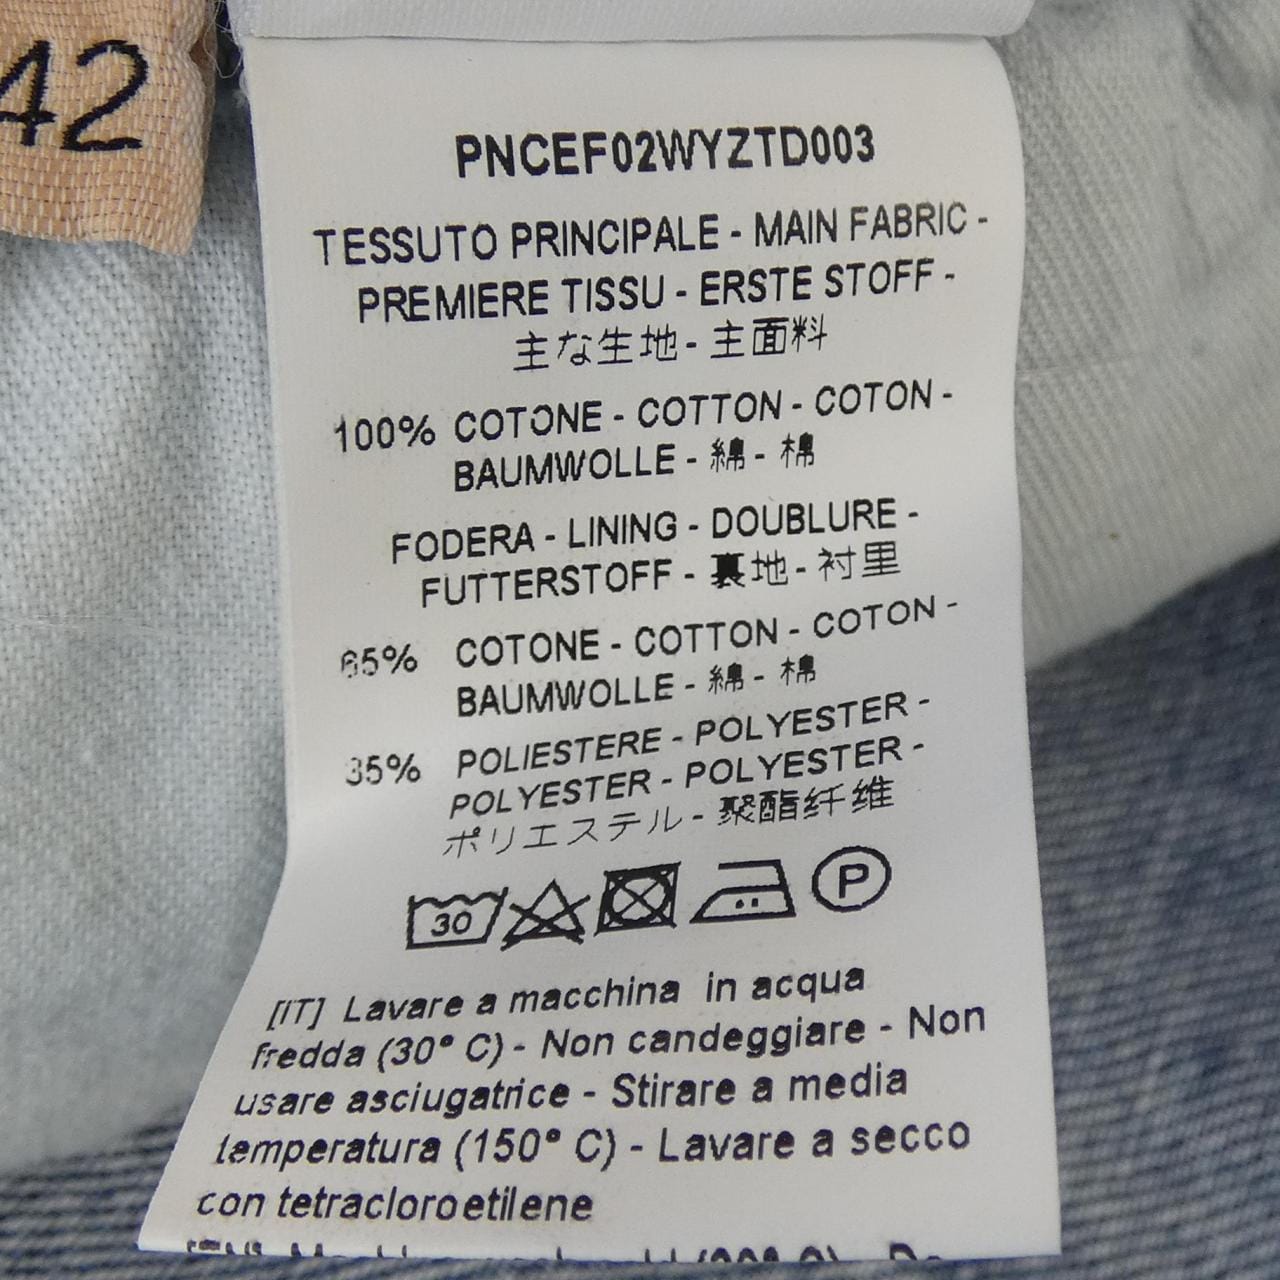 42
PNCEF02WYZTD003
TESSUTO PRINCIPALE - MAIN FABRIC -
PREMIERE TISSU - ERSTE STOFF -
主な生地 - 主面料
100% COTONE - COTTON - COTON -
BAUMWOLLE - 綿 - 棉
FODERA - LINING - DOUBLURE -
FUTTERSTOFF - 裏地 - 衬里
65% COTONE - COTTON - COTON -
BAUMWOLLE - 綿 - 棉
35% POLIESTERE - POLYESTER -
POLYESTER - POLYESTER -
ポリエステル - 聚酯纤维
30
P
[IT] Lavare a macchina in acqua
fredda (30° C) - Non candeggiare - Non
usare asciugatrice - Stirare a media
temperatura (150° C) - Lavare a secco
con tetracloroetilene